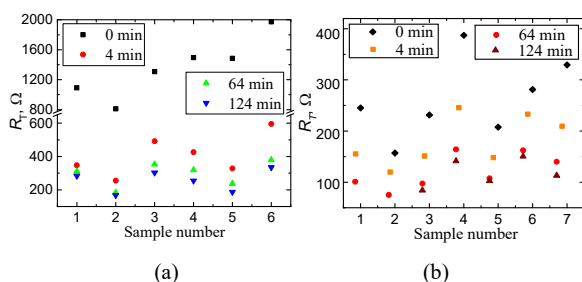 (a)
0 min
4 min
64 min
124 min
2000
1600
1200
800
600
400
200
R_T, Ω
1 2 3 4 5 6
Sample number
(a)
(b)
0 min
4 min
64 min
124 min
400
300
200
100
0
R_T, Ω
1 2 3 4 5 6 7
Sample number
(b)